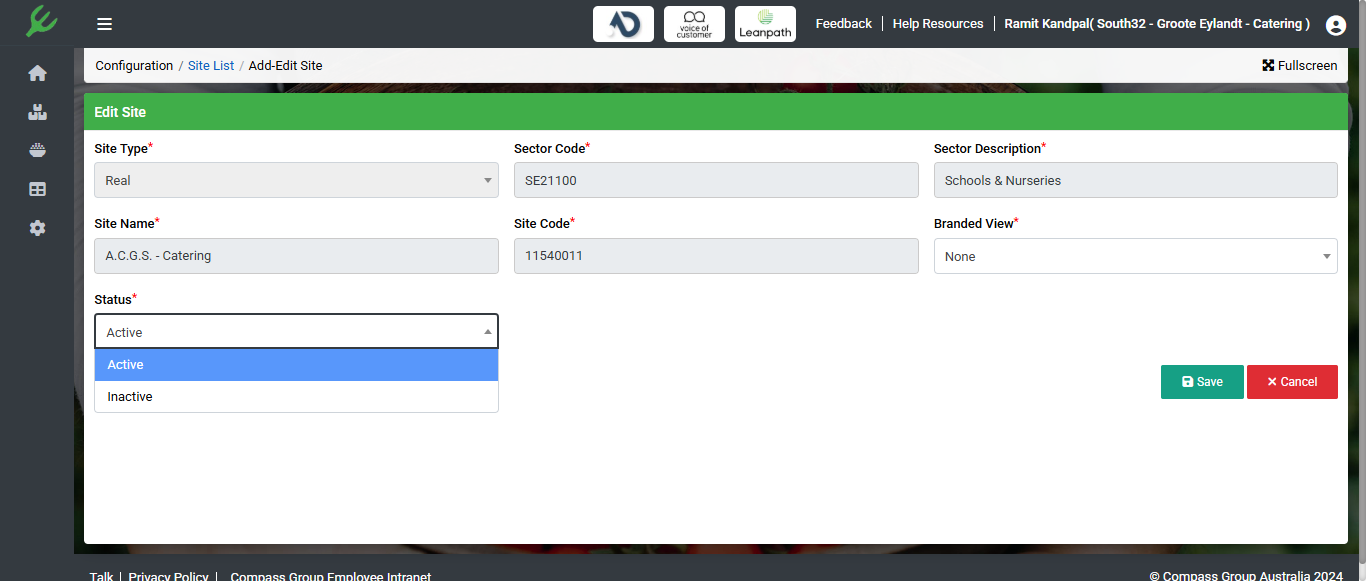 voice of
customer
Leanpath
Feedback
Help Resources
Ramit Kandpal( South32 - Groote Eylandt - Catering )
Configuration / Site List / Add-Edit Site
Fullscreen
Edit Site
Site Type*
Sector Code*
Sector Description*
Real
SE21100
Schools & Nurseries
Site Name*
Site Code*
Branded View*
A.C.G.S. - Catering
11540011
None
Status*
Active
Active
Inactive
Save
Cancel
Talk | Privacy Policy | Compass Group Employee Intranet
© Compass Group Australia 2024